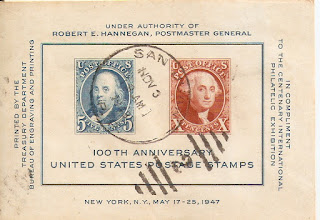 UNDER AUTHORITY OF
ROBERT E. HANNEGAN, POSTMASTER GENERAL
PRINTED BY THE
TREASURY DEPARTMENT
BUREAU OF ENGRAVING AND PRINTING
IN COMPLIMENT
TO THE CENTENARY INTERNATIONAL
PHILATELIC EXHIBITION
POST OFFICE
5 5
POST OFFICE
X X
SAN
NOV 3
AM
100TH ANNIVERSARY
UNITED STATES POSTAGE STAMPS
NEW YORK, N.Y., MAY 17-25, 1947